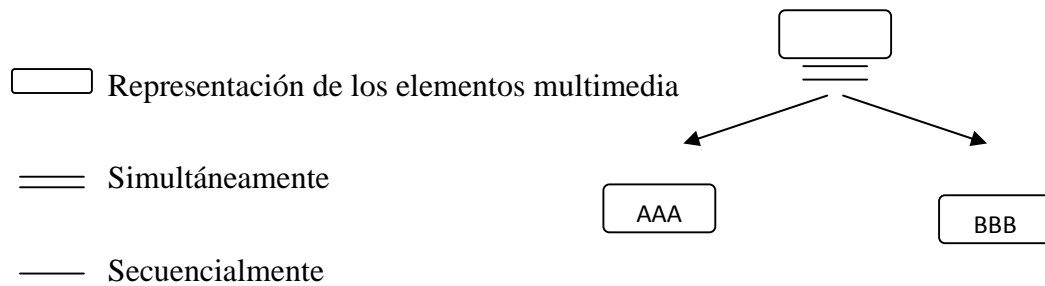 Representación de los elementos multimedia
Simultáneamente
AAA
BBB
Secuencialmente